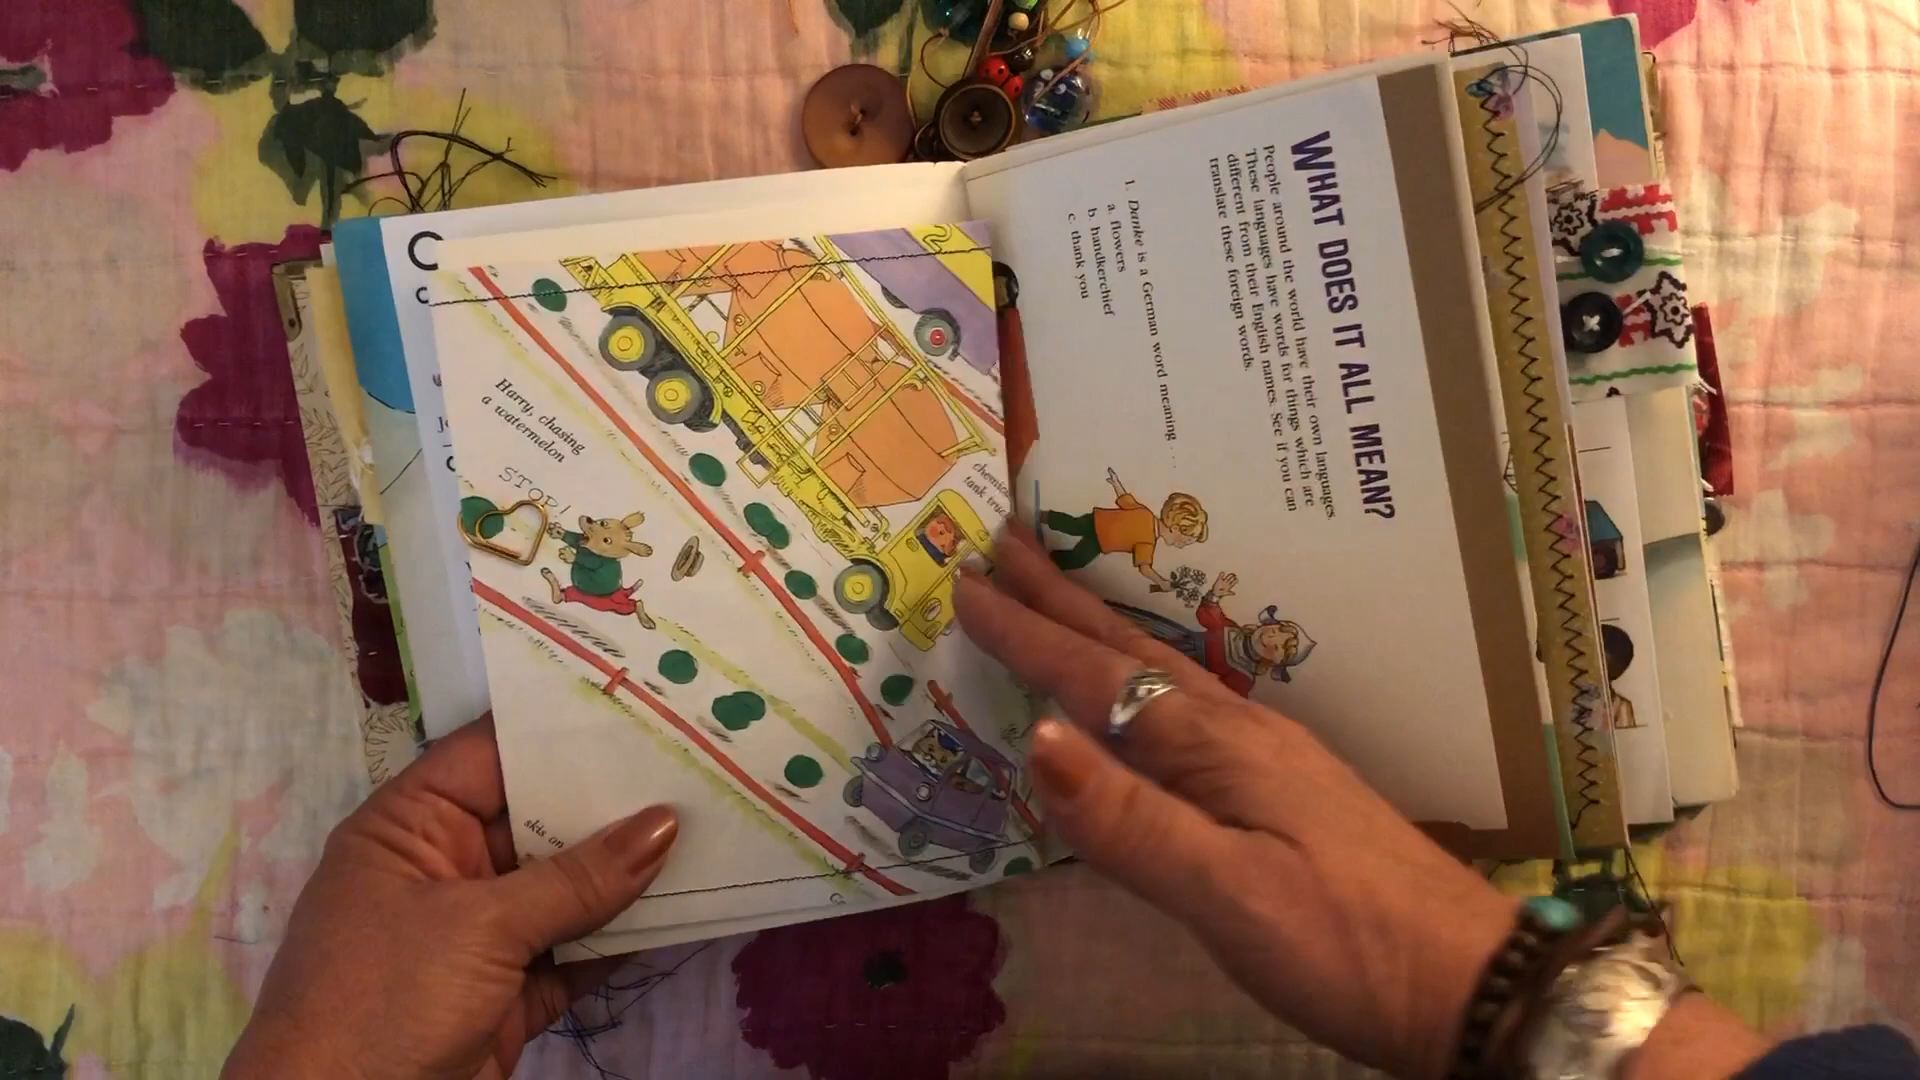 Harry, chasing
a watermelon
STOP!
chemical
tank truck
skis on
WHAT DOES IT ALL MEAN?
People around the world have their own languages.
These languages have words for things which are
different from their English names. See if you can
translate these foreign words.
1. Danke is a German word meaning . . .
a. flowers
b. handkerchief
c. thank you